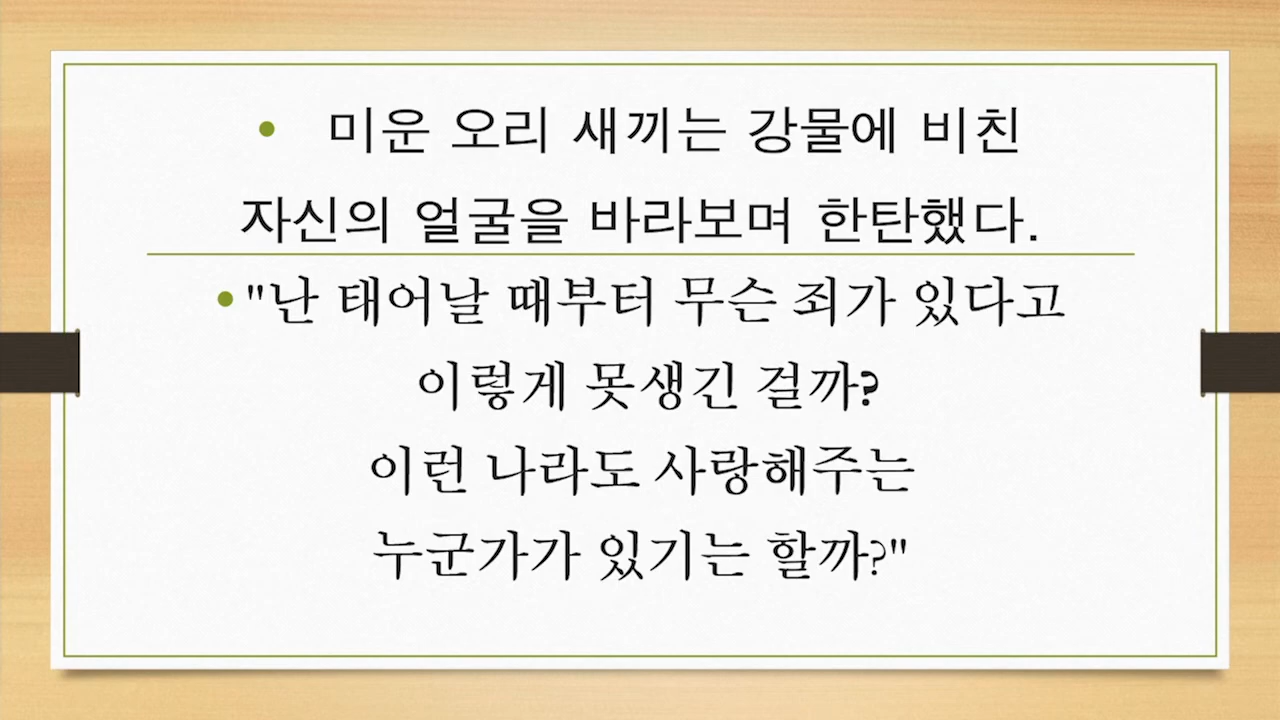 • 미운 오리 새끼는 강물에 비친
자신의 얼굴을 바라보며 한탄했다.
• "난 태어날 때부터 무슨 죄가 있다고
이렇게 못생긴 걸까?
이런 나라도 사랑해주는
누군가가 있기는 할까?"